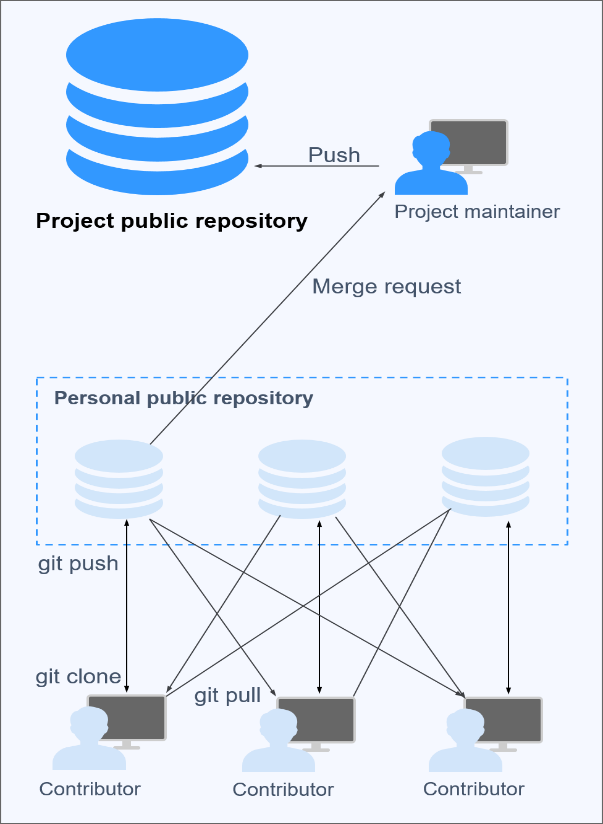 Push
Project public repository
Project maintainer
Merge request
Personal public repository
git push
git clone
git pull
Contributor
Contributor
Contributor